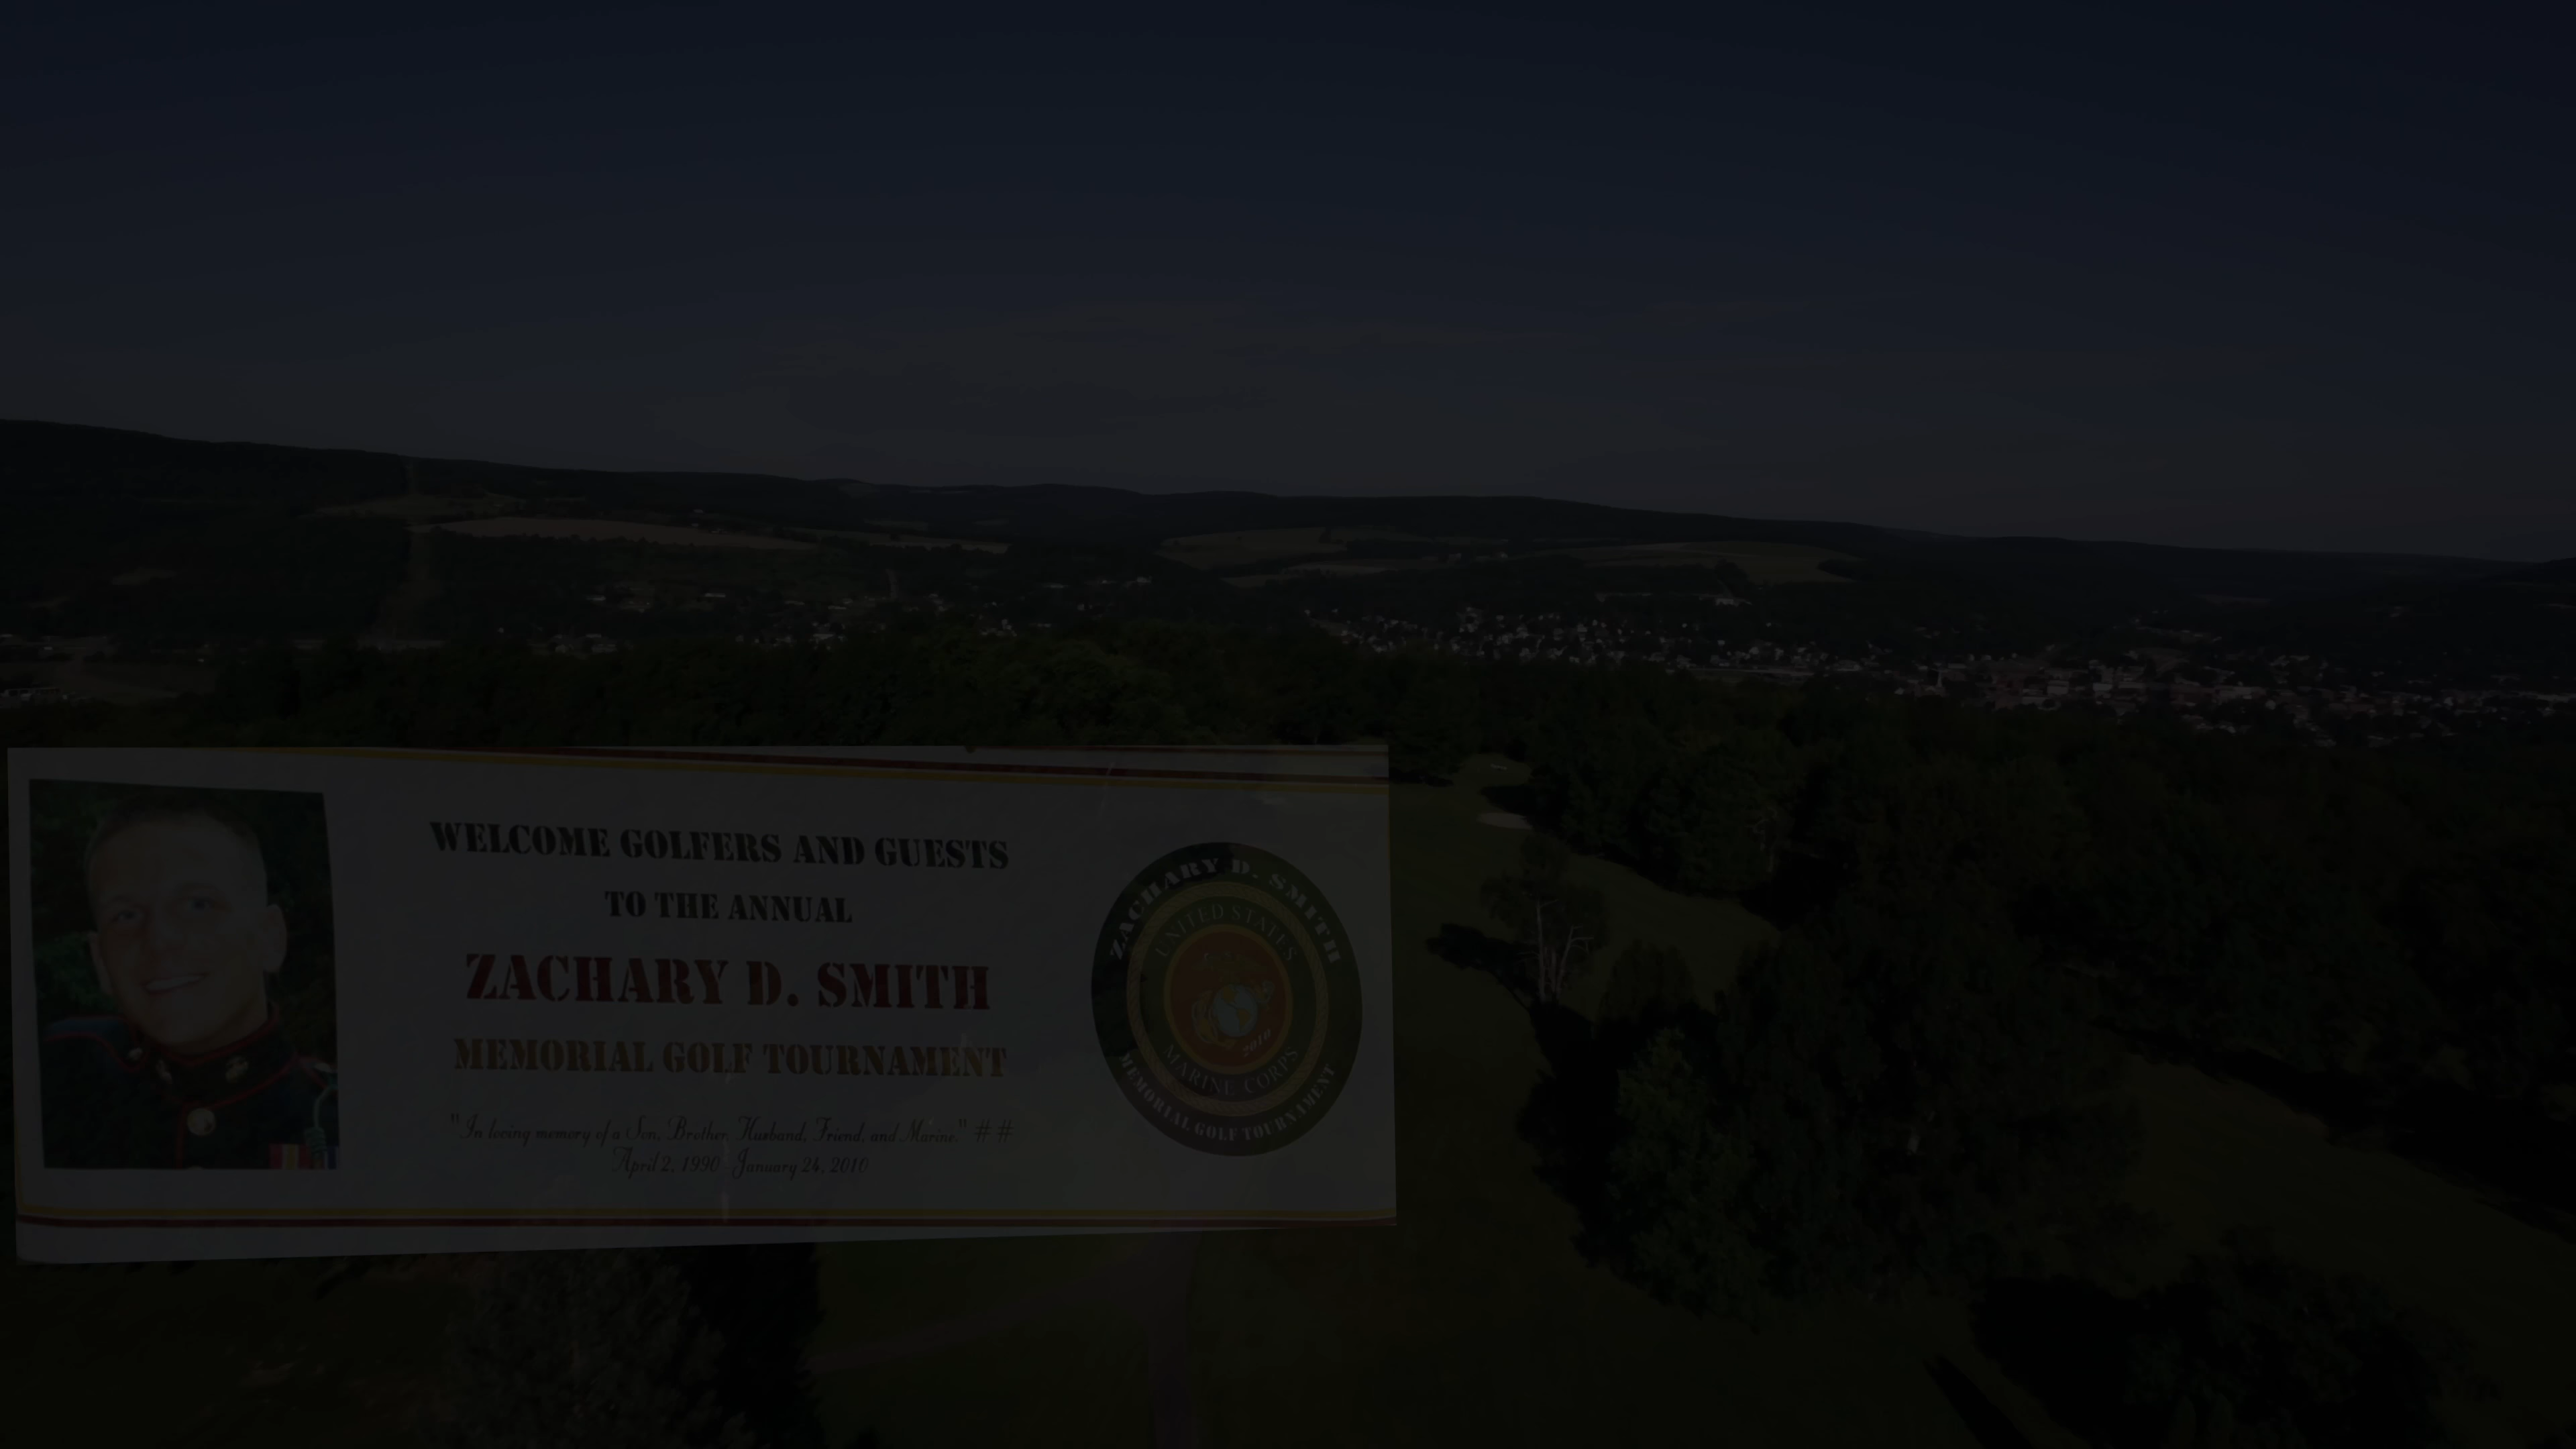 WELCOME GOLFERS AND GUESTS
TO THE ANNUAL
ZACHARY D. SMITH
MEMORIAL GOLF TOURNAMENT
"In loving memory of a Son, Brother, Husband, Friend, and Marine." ##
April 2, 1990 - January 24, 2010
ZACHARY D. SMITH
UNITED STATES
2010
MARINE CORPS
MEMORIAL GOLF TOURNAMENT